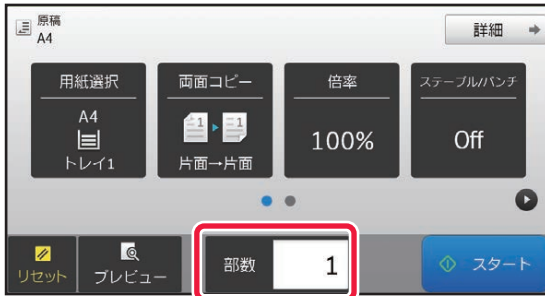 原稿
A4
詳細
用紙選択
A4
トレイ1
両面コピー
1 1
片面→片面
倍率
100%
ステープル/パンチ
Off
リセット
プレビュー
部数 1
スタート